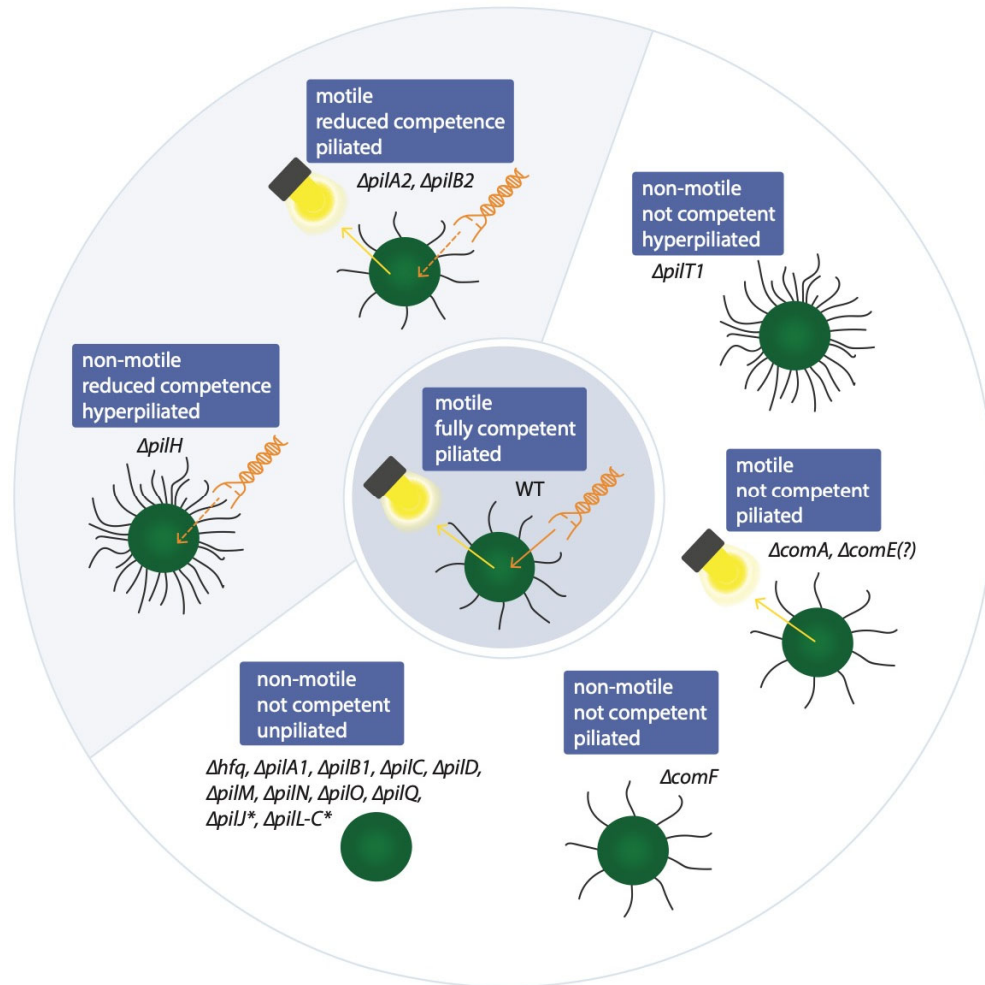 motile
reduced competence
piliated
ΔpilA2, ΔpilB2
non-motile
not competent
hyperpiliated
ΔpilT1
non-motile
reduced competence
hyperpiliated
ΔpilH
motile
fully competent
piliated
WT
motile
not competent
piliated
ΔcomA, ΔcomE(?)
non-motile
not competent
unpiliated
Δhfq, ΔpilA1, ΔpilB1, ΔpilC, ΔpilD,
ΔpilM, ΔpilN, ΔpilO, ΔpilQ,
ΔpilJ*, ΔpilL-C*
non-motile
not competent
piliated
ΔcomF